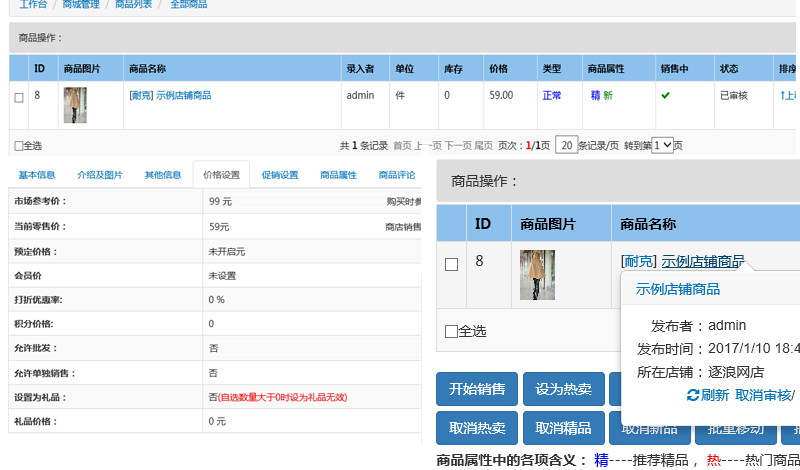 工作台 / 商城管理 / 商品列表 / 全部商品
商品操作：
ID 商品图片 商品名称 录入者 单位 库存 价格 类型 商品属性 销售中 状态 排序
8 [耐克] 示例店铺商品 admin 件 0 59.00 正常 精 新 已审核 ↑上
全选 共 1 条记录 首页 上一页 下一页 尾页 页次：1/1页 20 条记录/页 转到第 1 页
基本信息 介绍及图片 其他信息 价格设置 促销设置 商品属性 商品评论
市场参考价： 99 元 购买时参
当前零售价： 59元 商店销售
预定价格： 未开启元
会员价 未设置
打折优惠率: 0 %
积分价格: 0
允许批发： 否
允许单独销售： 否
设置为礼品： 否(自选数量大于0时设为礼品无效)
礼品价格： 0 元
商品操作：
ID 商品图片 商品名称
8 [耐克] 示例店铺商品
示例店铺商品
发布者：admin
发布时间：2017/1/10 18:4
所在店铺：逐浪网店
刷新 取消审核/
全选
开始销售 设为热卖
取消热卖 取消精品 取消新品 批量移动
商品属性中的各项含义： 精----推荐精品， 热----热门商品